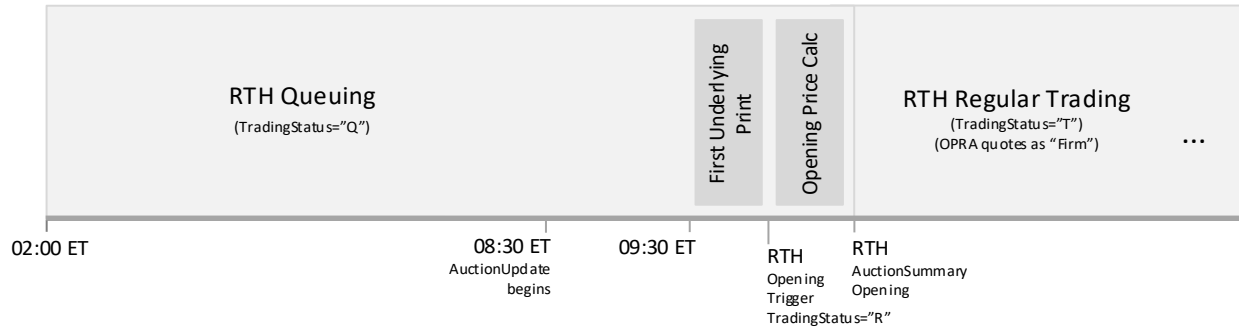 RTH Queuing
(TradingStatus="Q")
First Underlying
Print
Opening Price Calc
RTH Regular Trading
(TradingStatus="T")
(OPRA quotes as “Firm”)
...
02:00 ET
08:30 ET
AuctionUpdate
begins
09:30 ET
RTH
Opening
Trigger
TradingStatus="R"
RTH
AuctionSummary
Opening